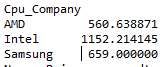 Cpu_Company
AMD 560.638871
Intel 1152.214145
Samsung 659.000000